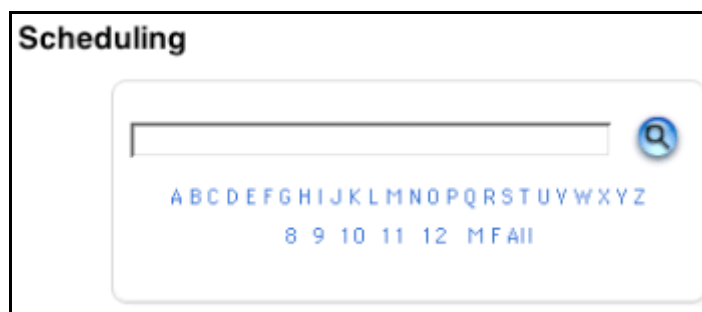 Scheduling
A B C D E F G H I J K L M N O P Q R S T U V W X Y Z
8 9 10 11 12 M F All